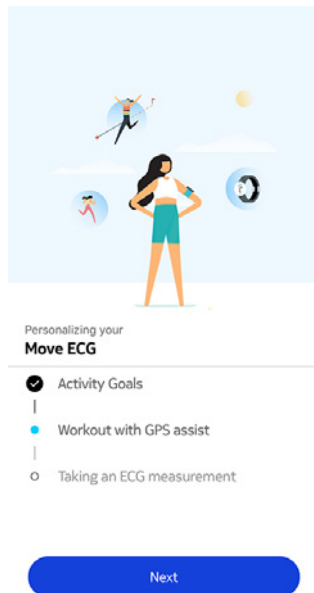 Personalizing your
Move ECG
Activity Goals
Workout with GPS assist
Taking an ECG measurement
Next